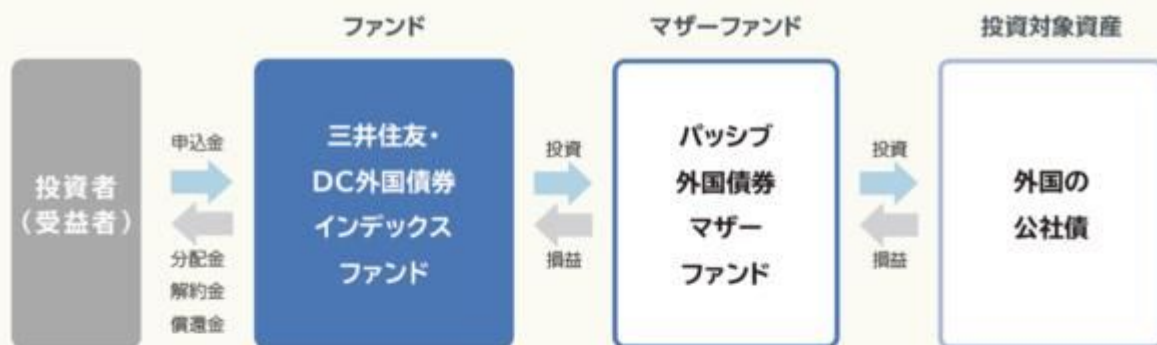 ファンド
マザーファンド
投資対象資産
投資者
（受益者）
申込金
分配金
解約金
償還金
三井住友・
DC外国債券
インデックス
ファンド
投資
損益
パッシブ
外国債券
マザー
ファンド
投資
損益
外国の
公社債